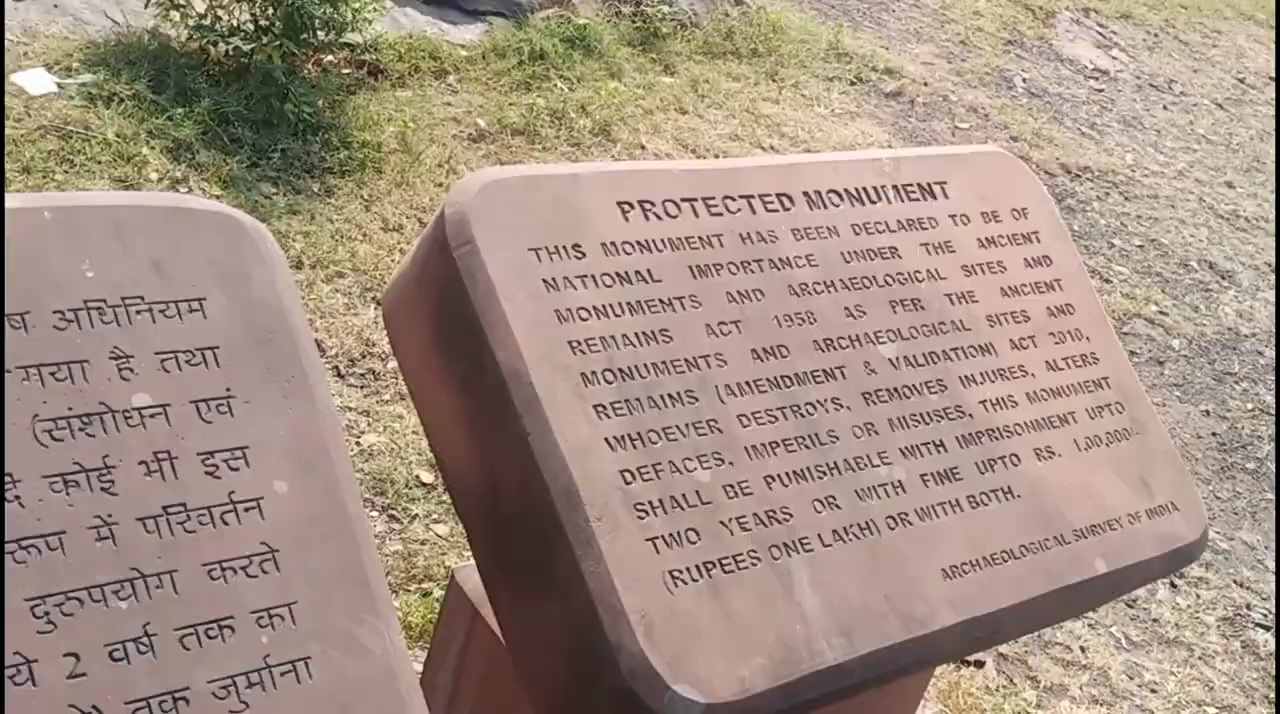 ष अधिनियम
गया है तथा
(संशोधन एवं
कोई भी इस
रूप में परिवर्तन
दुरुपयोग करते
ये 2 वर्ष तक का
तक जुर्माना
PROTECTED MONUMENT
THIS MONUMENT HAS BEEN DECLARED TO BE OF
NATIONAL IMPORTANCE UNDER THE ANCIENT
MONUMENTS AND ARCHAEOLOGICAL SITES AND
REMAINS ACT 1958 AS PER THE ANCIENT
MONUMENTS AND ARCHAEOLOGICAL SITES AND
REMAINS (AMENDMENT & VALIDATION) ACT 2010,
WHOEVER DESTROYS, REMOVES INJURES, ALTERS
DEFACES, IMPERILS OR MISUSES, THIS MONUMENT
SHALL BE PUNISHABLE WITH IMPRISONMENT UPTO
TWO YEARS OR WITH FINE UPTO RS. 1,00,000/-
(RUPEES ONE LAKH) OR WITH BOTH.
ARCHAEOLOGICAL SURVEY OF INDIA